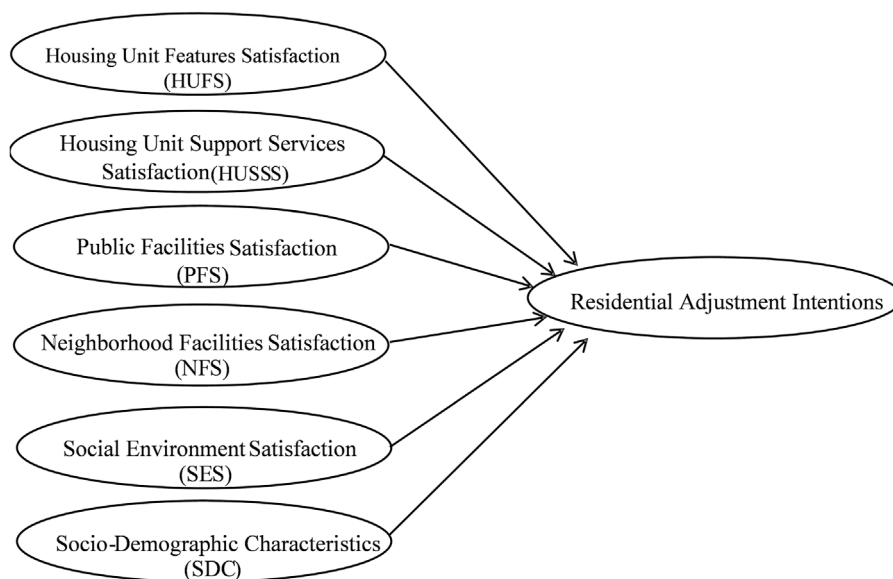 Housing Unit Features Satisfaction
(HUFS)
Housing Unit Support Services
Satisfaction(HUSSS)
Public Facilities Satisfaction
(PFS)
Neighborhood Facilities Satisfaction
(NFS)
Social Environment Satisfaction
(SES)
Socio-Demographic Characteristics
(SDC)
Residential Adjustment Intentions